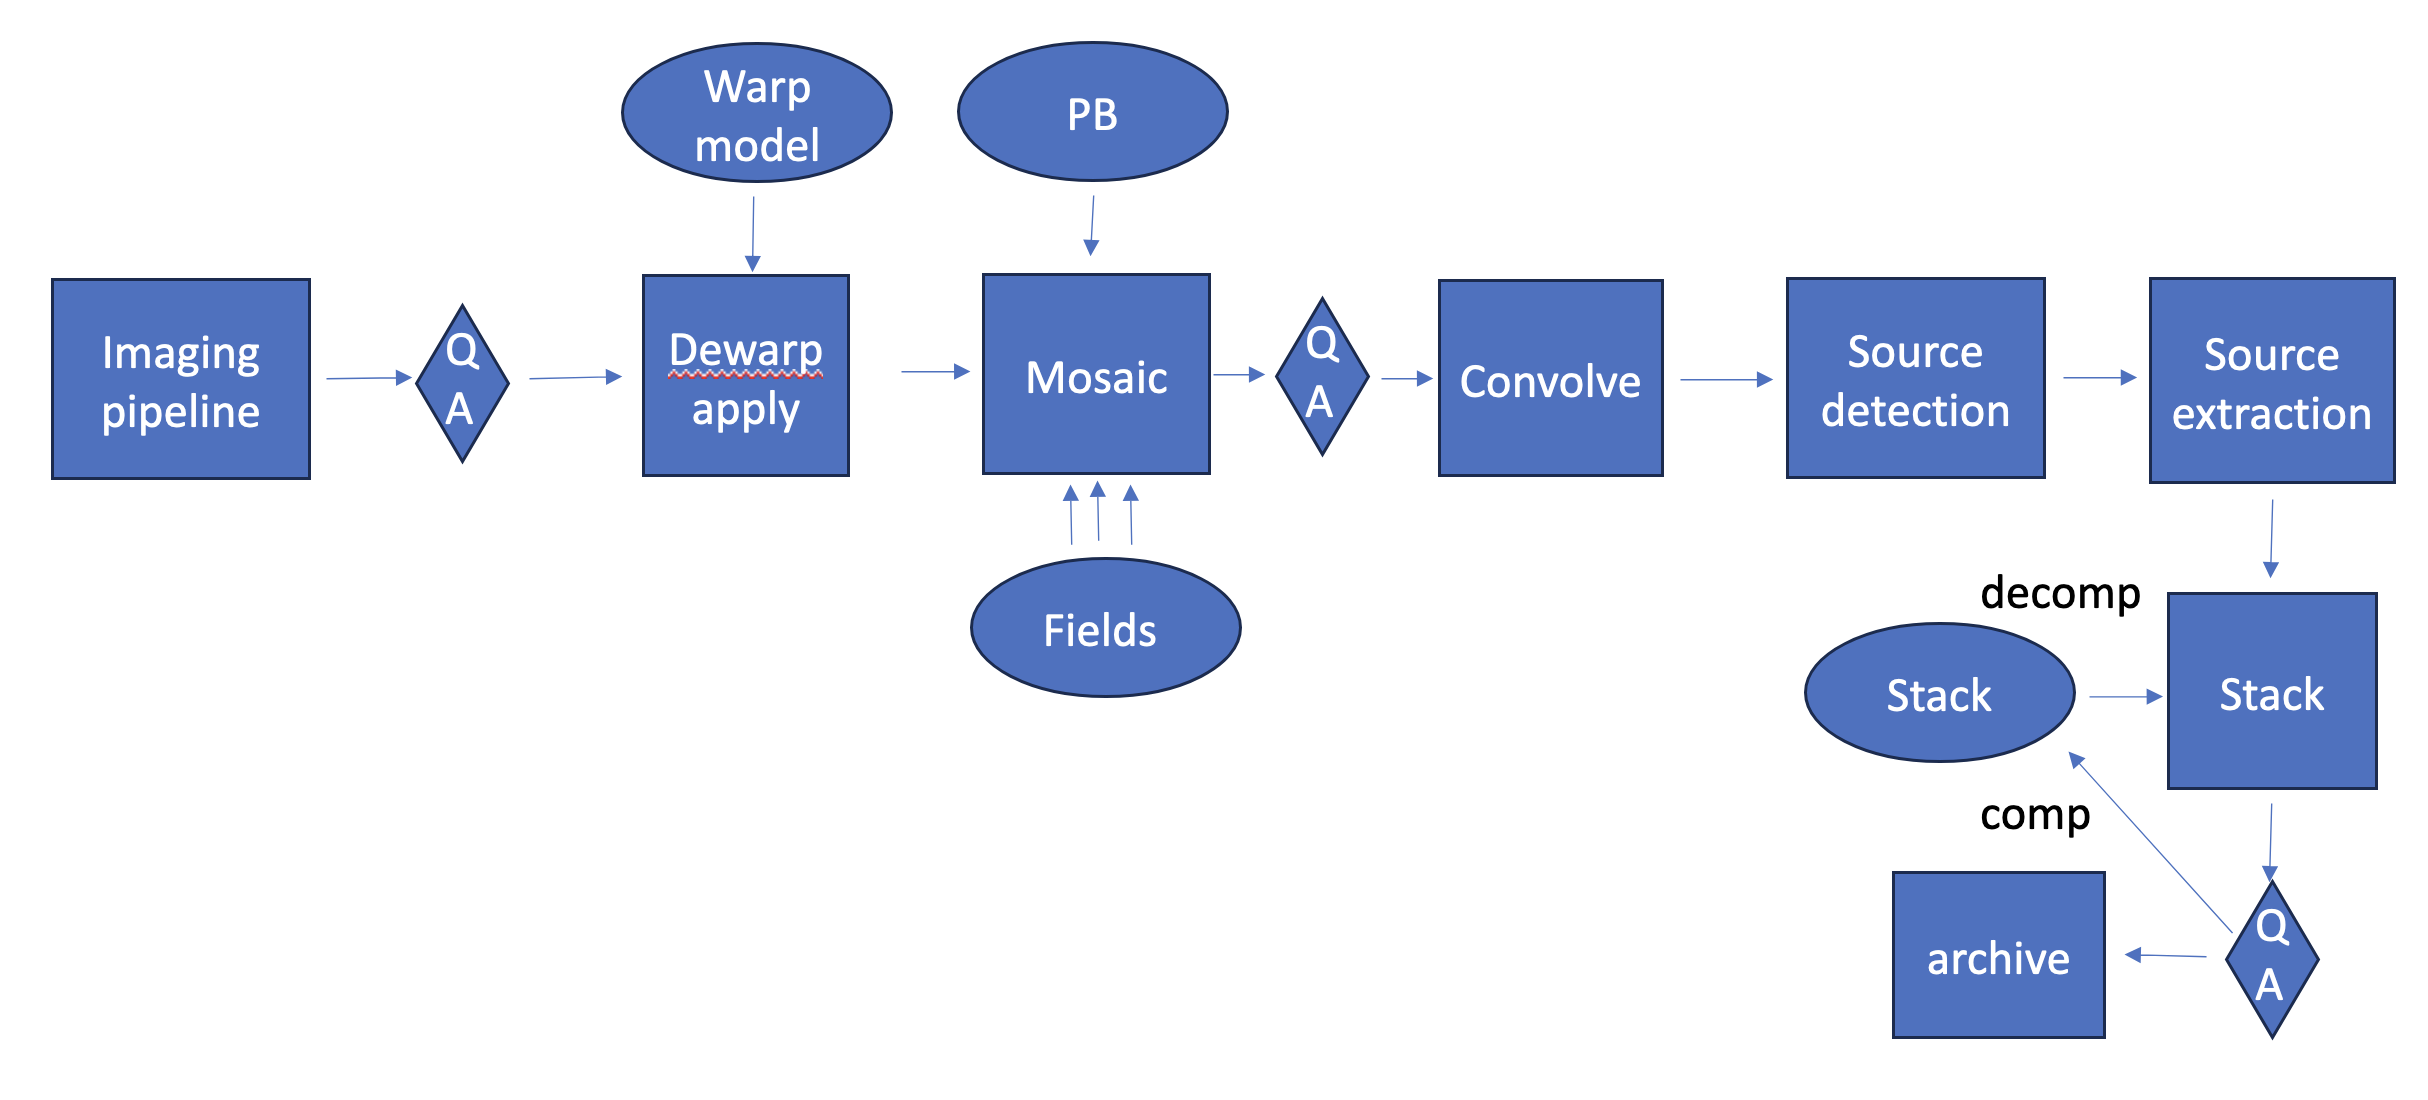 Warp
model
PB
Imaging
pipeline
Q
A
Dewarp
apply
Mosaic
Q
A
Convolve
Source
detection
Source
extraction
Fields
decomp
Stack
Stack
comp
archive
Q
A